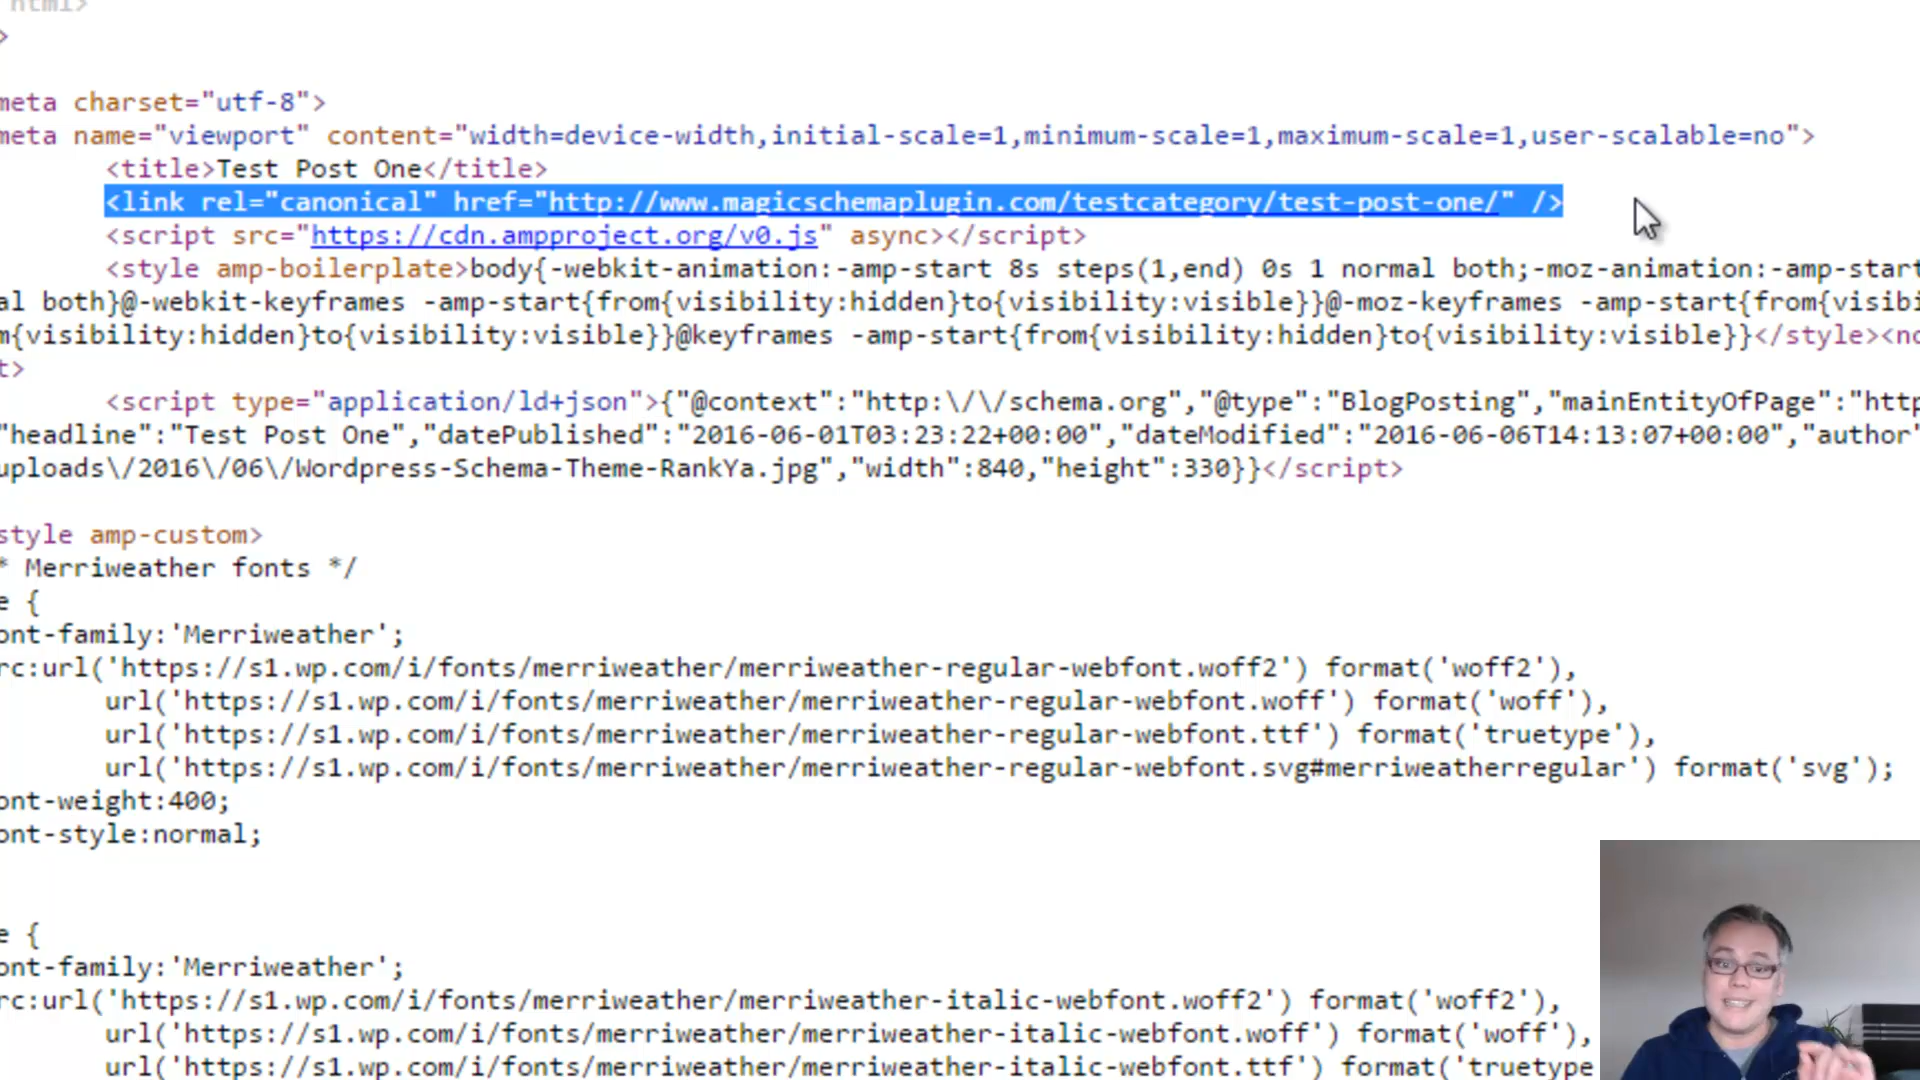 html>
>
meta charset="utf-8">
meta name="viewport" content="width=device-width,initial-scale=1,minimum-scale=1,maximum-scale=1,user-scalable=no">
<title>Test Post One</title>
<link rel="canonical" href="http://www.magicschemaplugin.com/testcategory/test-post-one/" />
<script src="https://cdn.ampproject.org/v0.js" async></script>
<style amp-boilerplate>body{-webkit-animation:-amp-start 8s steps(1,end) 0s 1 normal both;-moz-animation:-amp-start
al both}@-webkit-keyframes -amp-start{from{visibility:hidden}to{visibility:visible}}@-moz-keyframes -amp-start{from{visibi
m{visibility:hidden}to{visibility:visible}}@keyframes -amp-start{from{visibility:hidden}to{visibility:visible}}</style><no
t>
<script type="application/ld+json">{"@context":"http:\/\/schema.org","@type":"BlogPosting","mainEntityOfPage":"http
"headline":"Test Post One","datePublished":"2016-06-01T03:23:22+00:00","dateModified":"2016-06-06T14:13:07+00:00","author"
uploads\/2016\/06\/Wordpress-Schema-Theme-RankYa.jpg","width":840,"height":330}}</script>
style amp-custom>
* Merriweather fonts */
e {
ont-family:'Merriweather';
rc:url('https://s1.wp.com/i/fonts/merriweather/merriweather-regular-webfont.woff2') format('woff2'),
url('https://s1.wp.com/i/fonts/merriweather/merriweather-regular-webfont.woff') format('woff'),
url('https://s1.wp.com/i/fonts/merriweather/merriweather-regular-webfont.ttf') format('truetype'),
url('https://s1.wp.com/i/fonts/merriweather/merriweather-regular-webfont.svg#merriweatherregular') format('svg');
ont-weight:400;
ont-style:normal;
e {
ont-family:'Merriweather';
rc:url('https://s1.wp.com/i/fonts/merriweather/merriweather-italic-webfont.woff2') format('woff2'),
url('https://s1.wp.com/i/fonts/merriweather/merriweather-italic-webfont.woff') format('woff'),
url('https://s1.wp.com/i/fonts/merriweather/merriweather-italic-webfont.ttf') format('truetype